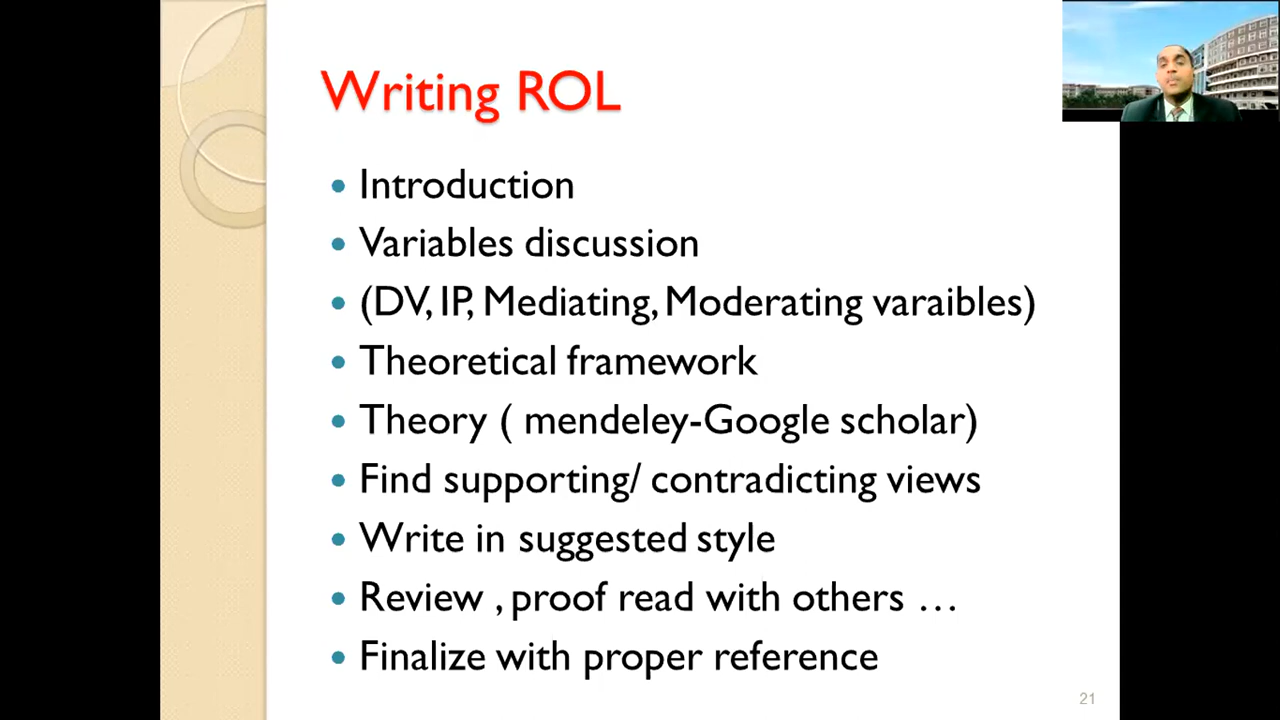 Writing ROL
• Introduction
• Variables discussion
• (DV, IP, Mediating, Moderating varaibles)
• Theoretical framework
• Theory ( mendeley-Google scholar)
• Find supporting/ contradicting views
• Write in suggested style
• Review , proof read with others …
• Finalize with proper reference
21